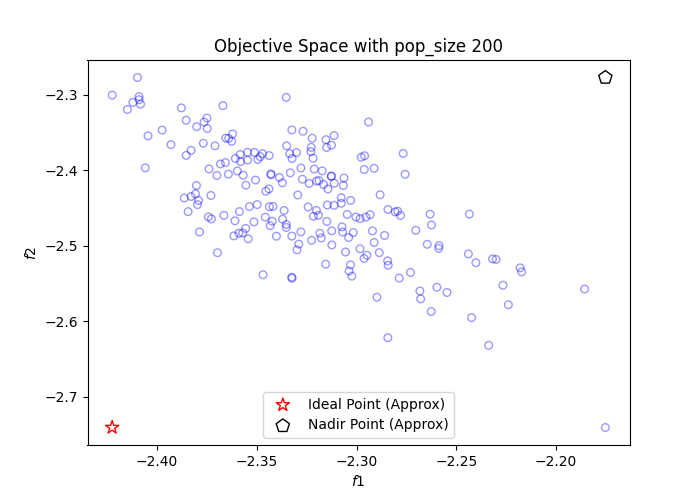 Objective Space with pop_size 200
f2
−2.3
−2.4
−2.5
−2.6
−2.7
Ideal Point (Approx)
Nadir Point (Approx)
−2.40
−2.35
−2.30
−2.25
−2.20
f1